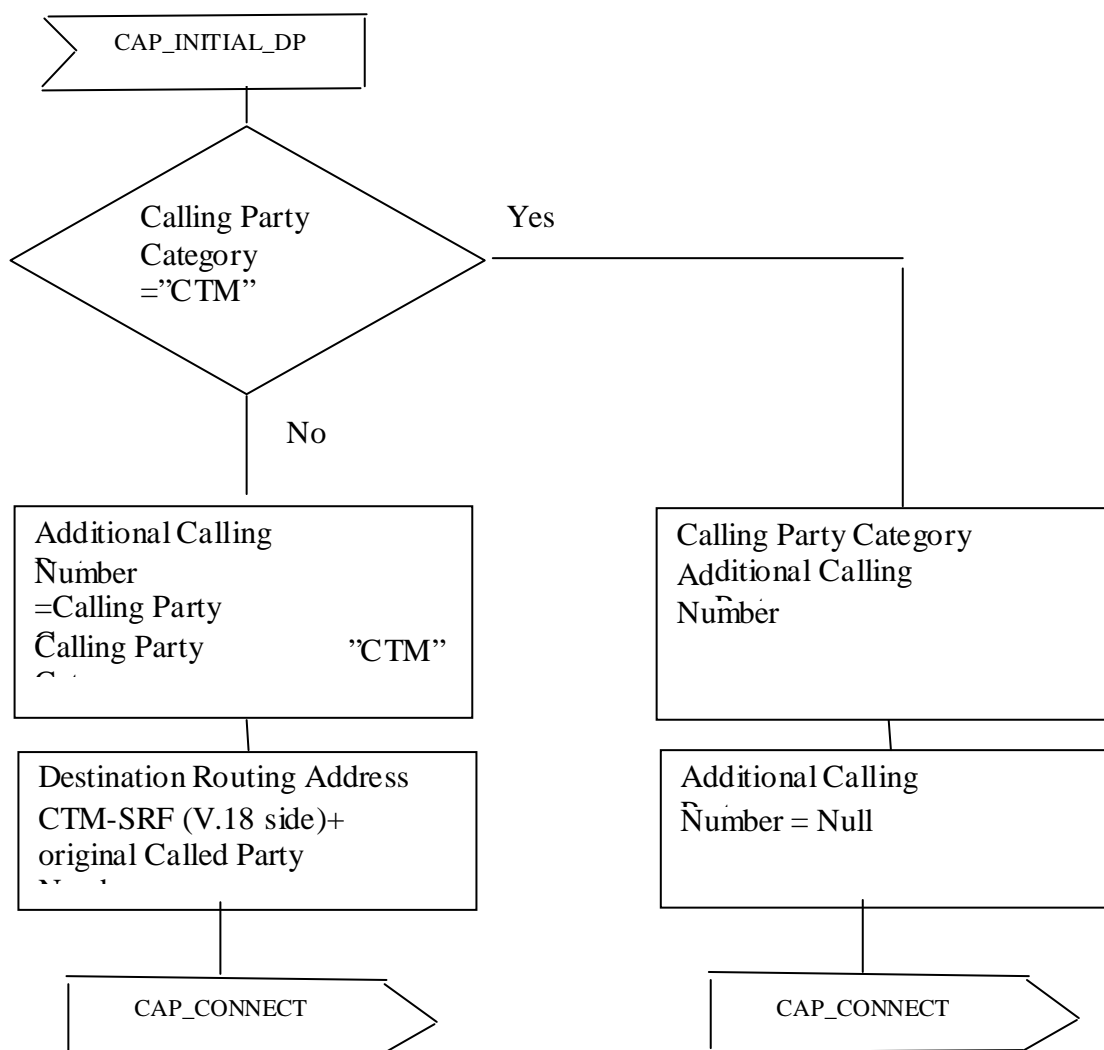 CAP_INITIAL_DP
Calling Party
Category
=”CTM”
Yes
No
Additional Calling
Number
=Calling Party
Calling Party ”CTM”
Calling Party Category
Additional Calling
Number
Destination Routing Address
CTM-SRF (V.18 side)+
original Called Party
Additional Calling
Number = Null
CAP_CONNECT
CAP_CONNECT